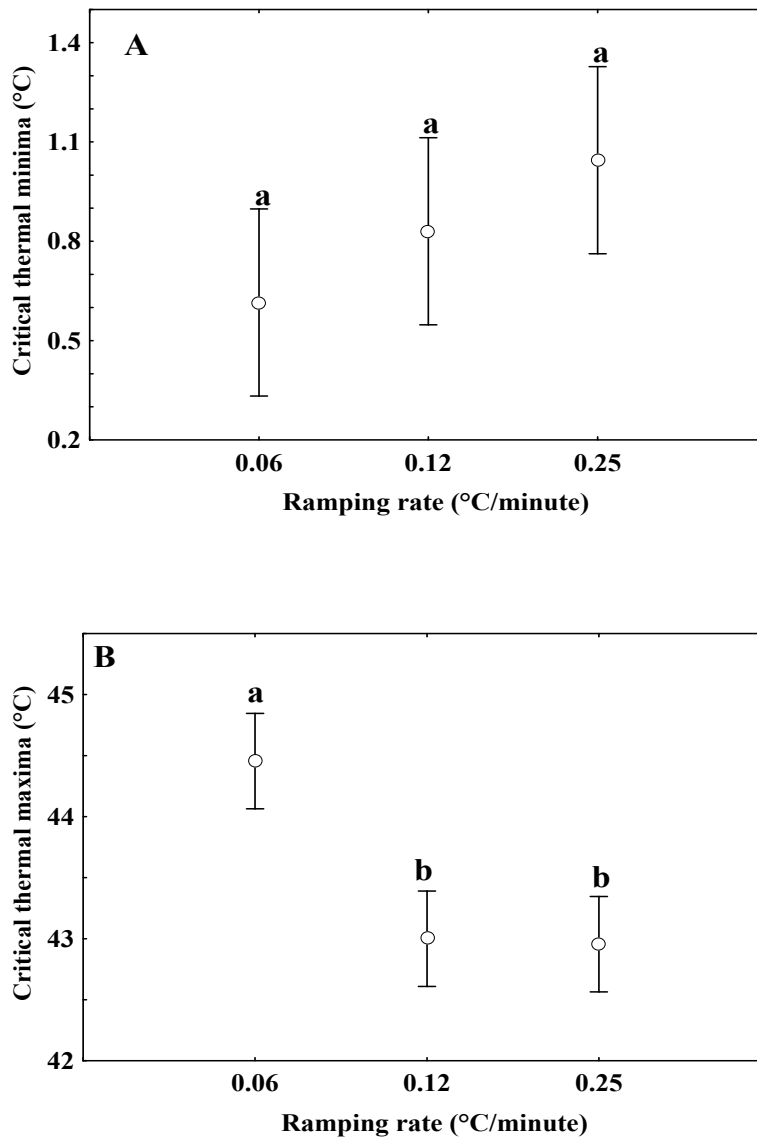 A
Critical thermal minima (°C)
1.4
1.1
0.8
0.5
0.2
a
a
a
0.06
0.12
0.25
Ramping rate (°C/minute)
B
Critical thermal maxima (°C)
45
44
43
42
a
b
b
0.06
0.12
0.25
Ramping rate (°C/minute)